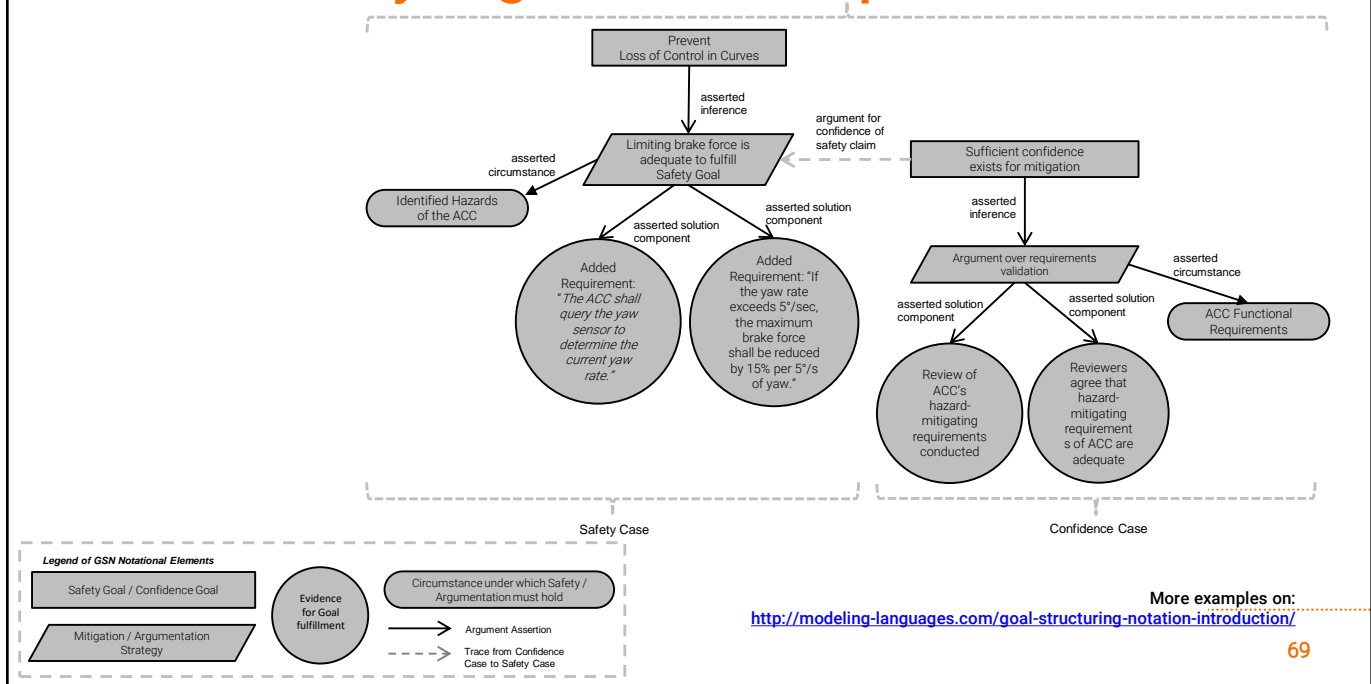 Prevent
Loss of Control in Curves
asserted
inference
argument for
confidence of
safety claim
Limiting brake force is
adequate to fulfill
Safety Goal
Sufficient confidence
exists for mitigation
asserted
circumstance
Identified Hazards
of the ACC
asserted solution
component
asserted solution
component
asserted
inference
Added
Requirement:
"The ACC shall
query the yaw
sensor to
determine the
current yaw
rate."
Added
Requirement: "If
the yaw rate
exceeds 5°/sec,
the maximum
brake force
shall be reduced
by 15% per 5°/s
of yaw."
Argument over requirements
validation
asserted
circumstance
ACC Functional
Requirements
asserted solution
component
asserted solution
component
Review of
ACC's
hazard-
mitigating
requirements
conducted
Reviewers
agree that
hazard-
mitigating
requirement
s of ACC are
adequate
Safety Case
Confidence Case
Legend of GSN Notational Elements
Safety Goal / Confidence Goal
Mitigation / Argumentation
Strategy
Evidence
for Goal
fulfillment
Circumstance under which Safety /
Argumentation must hold
Argument Assertion
Trace from Confidence
Case to Safety Case
More examples on:
http://modeling-languages.com/goal-structuring-notation-introduction/
69